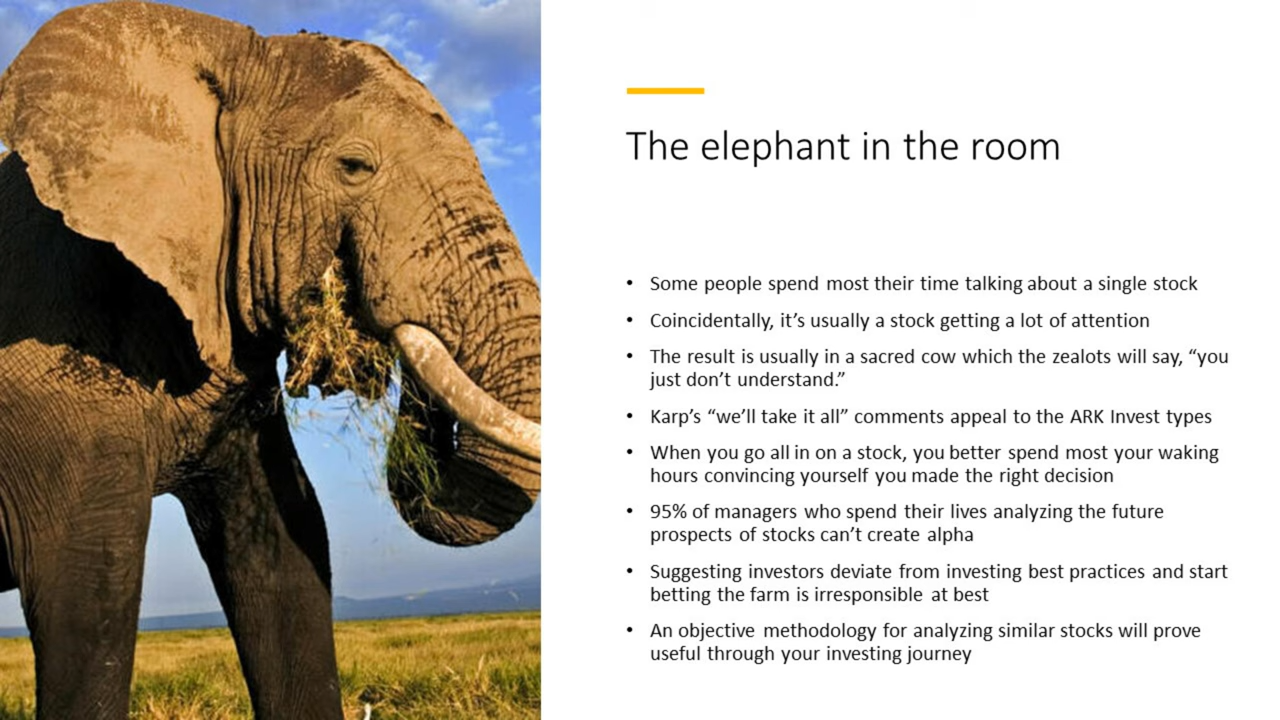 The elephant in the room
• Some people spend most their time talking about a single stock
• Coincidentally, it’s usually a stock getting a lot of attention
• The result is usually in a sacred cow which the zealots will say, “you
just don’t understand.”
• Karp’s “we’ll take it all” comments appeal to the ARK Invest types
• When you go all in on a stock, you better spend most your waking
hours convincing yourself you made the right decision
• 95% of managers who spend their lives analyzing the future
prospects of stocks can’t create alpha
• Suggesting investors deviate from investing best practices and start
betting the farm is irresponsible at best
• An objective methodology for analyzing similar stocks will prove
useful through your investing journey